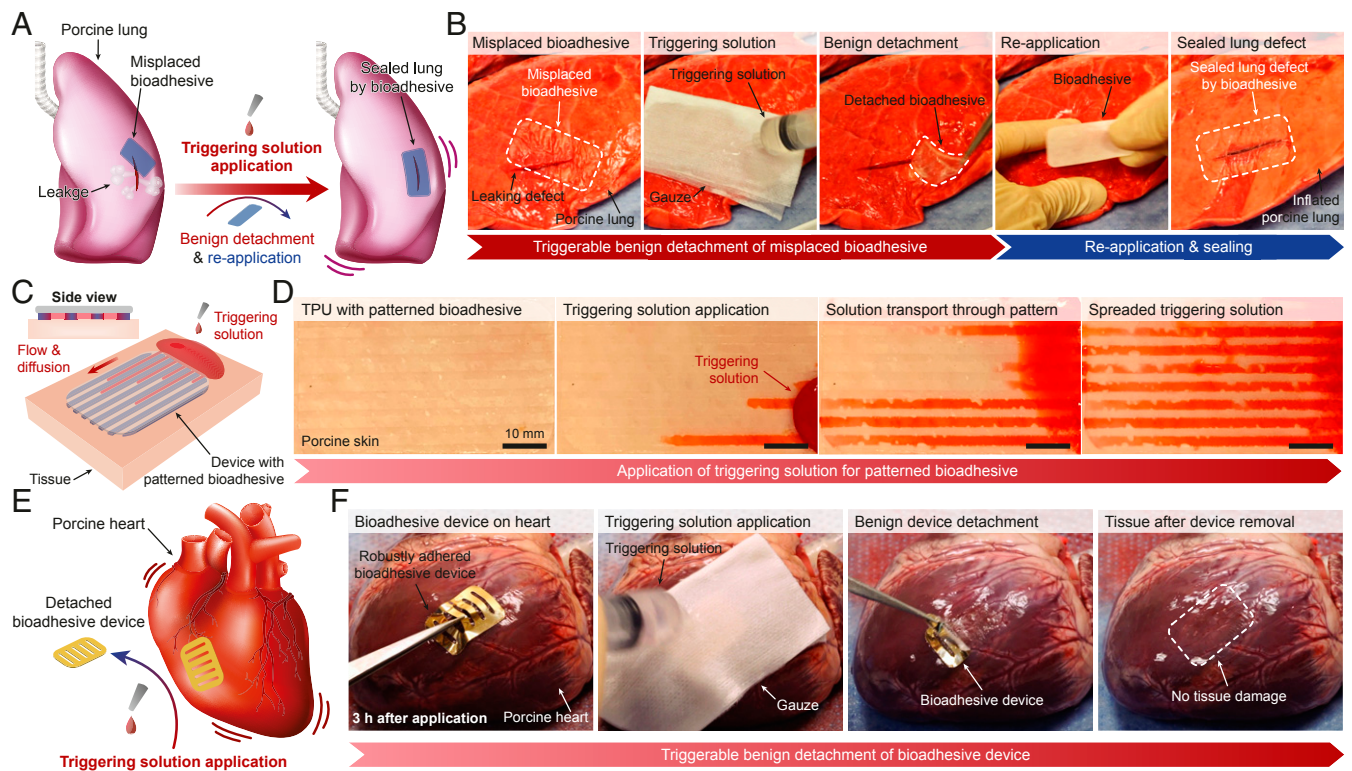 A
Porcine lung
Misplaced
bioadhesive
Leakge
Triggering solution
application
Benign detachment
& re-application
Sealed lung
by bioadhesive
B
Misplaced bioadhesive
Misplaced
bioadhesive
Leaking defect
Porcine lung
Triggering solution
Triggering solution
Gauze
Benign detachment
Detached bioadhesive
Re-application
Bioadhesive
Sealed lung defect
Sealed lung defect
by bioadhesive
Inflated
porcine lung
Triggerable benign detachment of misplaced bioadhesive
Re-application & sealing
C
Side view
Triggering
solution
Flow &
diffusion
Tissue
Device with
patterned bioadhesive
D
TPU with patterned bioadhesive
Porcine skin
10 mm
Triggering solution application
Triggering
solution
Solution transport through pattern
Spreaded triggering solution
Application of triggering solution for patterned bioadhesive
E
Porcine heart
Detached
bioadhesive device
Triggering solution application
F
Bioadhesive device on heart
Robustly adhered
bioadhesive device
3 h after application
Porcine heart
Triggering solution application
Triggering solution
Gauze
Benign device detachment
Bioadhesive device
Tissue after device removal
No tissue damage
Triggerable benign detachment of bioadhesive device